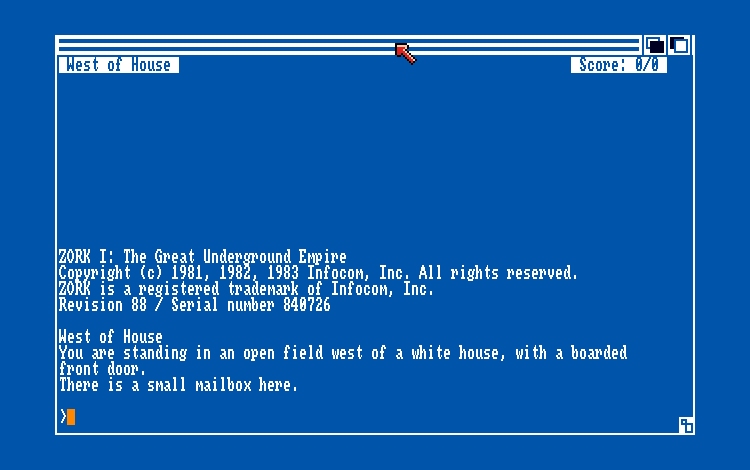 West of House Score: 0/0
ZORK I: The Great Underground Empire
Copyright (c) 1981, 1982, 1983 Infocom, Inc. All rights reserved.
ZORK is a registered trademark of Infocom, Inc.
Revision 88 / Serial number 840726
West of House
You are standing in an open field west of a white house, with a boarded
front door.
There is a small mailbox here.
>